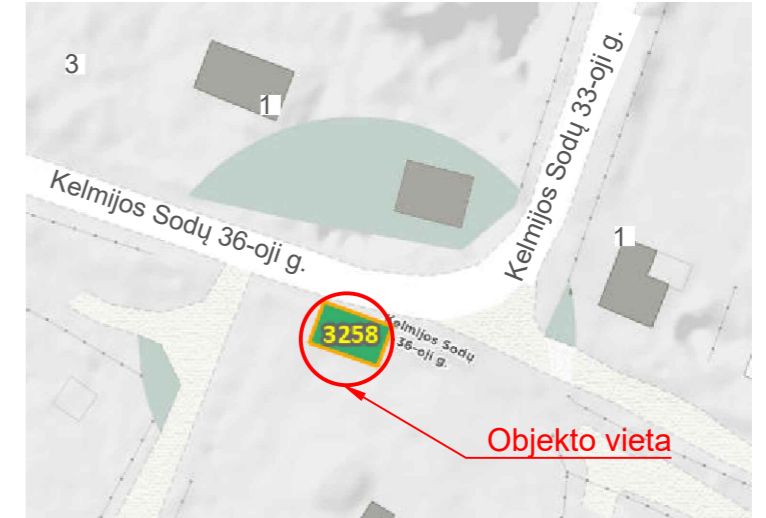 3
1
Kelmijos Sodų 33-oji g.
Kelmijos Sodų 36-oji g.
1
3258
Kelmijos Sodų
36-oji g.
Objekto vieta